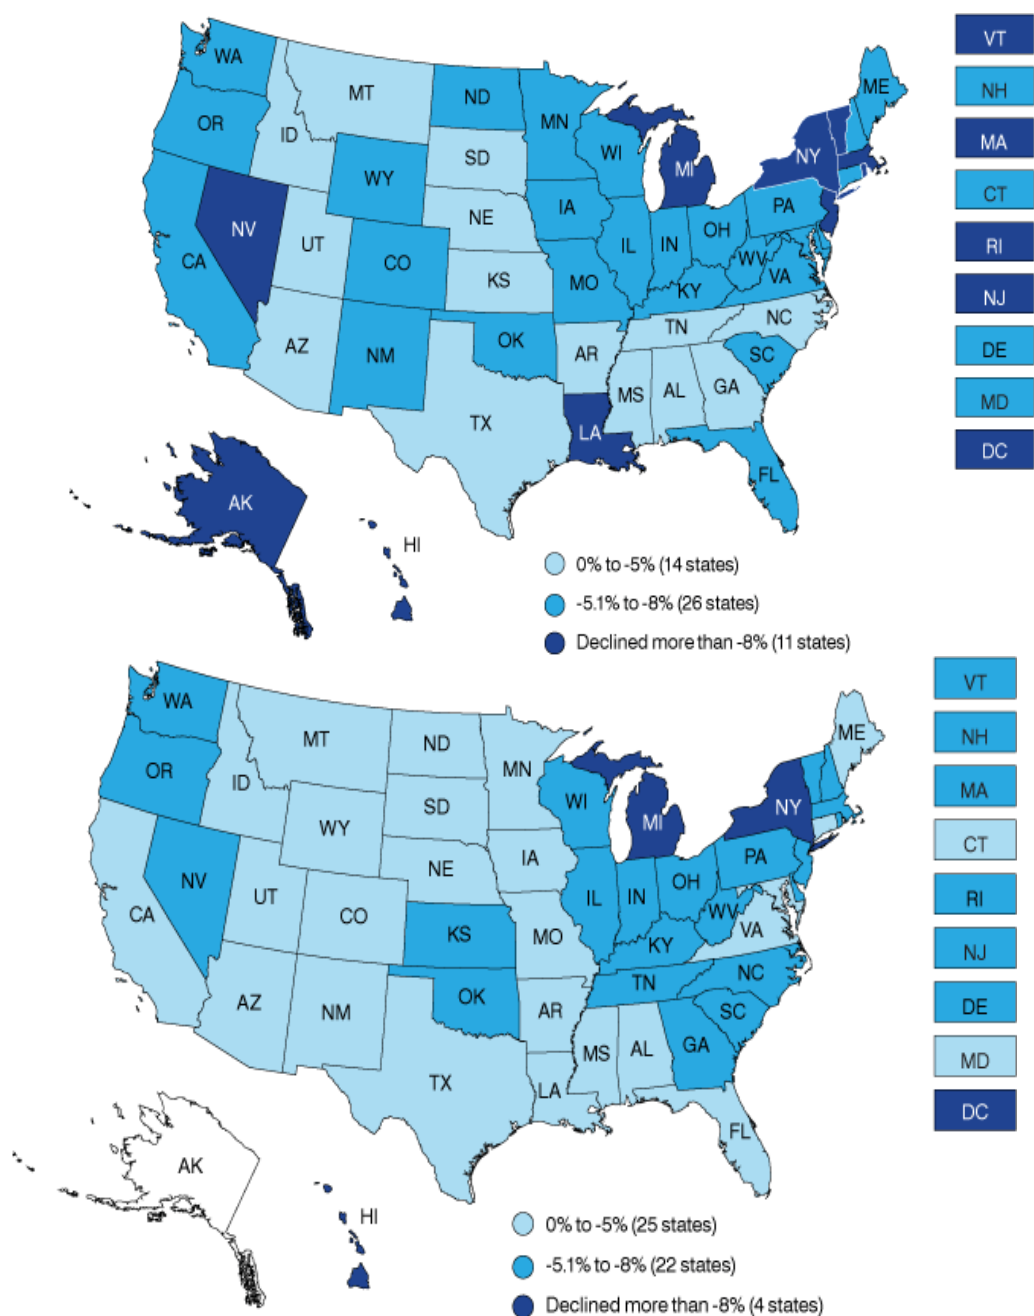 VT
WA
ME
MT
ND
NH
MN
OR
ID
SD
WI
NY
MA
MI
WY
CT
NE
IA
PA
NV
OH
RI
IL
IN
UT
WV
CA
CO
VA
MO
KS
KY
NJ
NC
TN
DE
AZ
OK
NM
AR
SC
MS
AL
GA
MD
TX
LA
DC
FL
AK
HI
0% to -5% (14 states)
-5.1% to -8% (26 states)
Declined more than -8% (11 states)
VT
WA
ME
MT
ND
NH
MN
OR
ID
SD
WI
NY
MA
MI
WY
CT
NE
IA
PA
NV
OH
RI
IL
IN
UT
WV
CA
CO
VA
MO
KS
KY
NJ
NC
TN
DE
AZ
OK
NM
AR
SC
MS
AL
GA
MD
TX
LA
DC
FL
AK
HI
0% to -5% (25 states)
-5.1% to -8% (22 states)
Declined more than -8% (4 states)